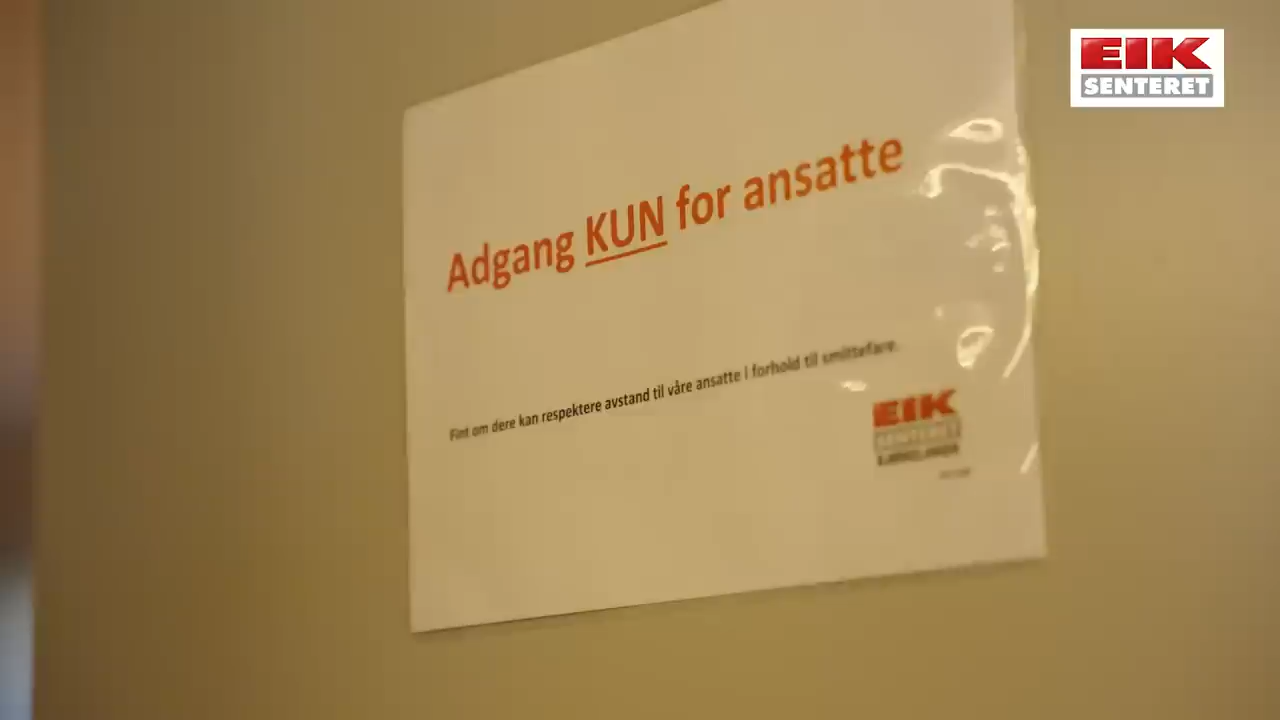 EIK
SENTERET
Adgang KUN for ansatte
Fint om dere kan respektere avstand til våre ansatte i forhold til smittefare.
EIK
SENTERET